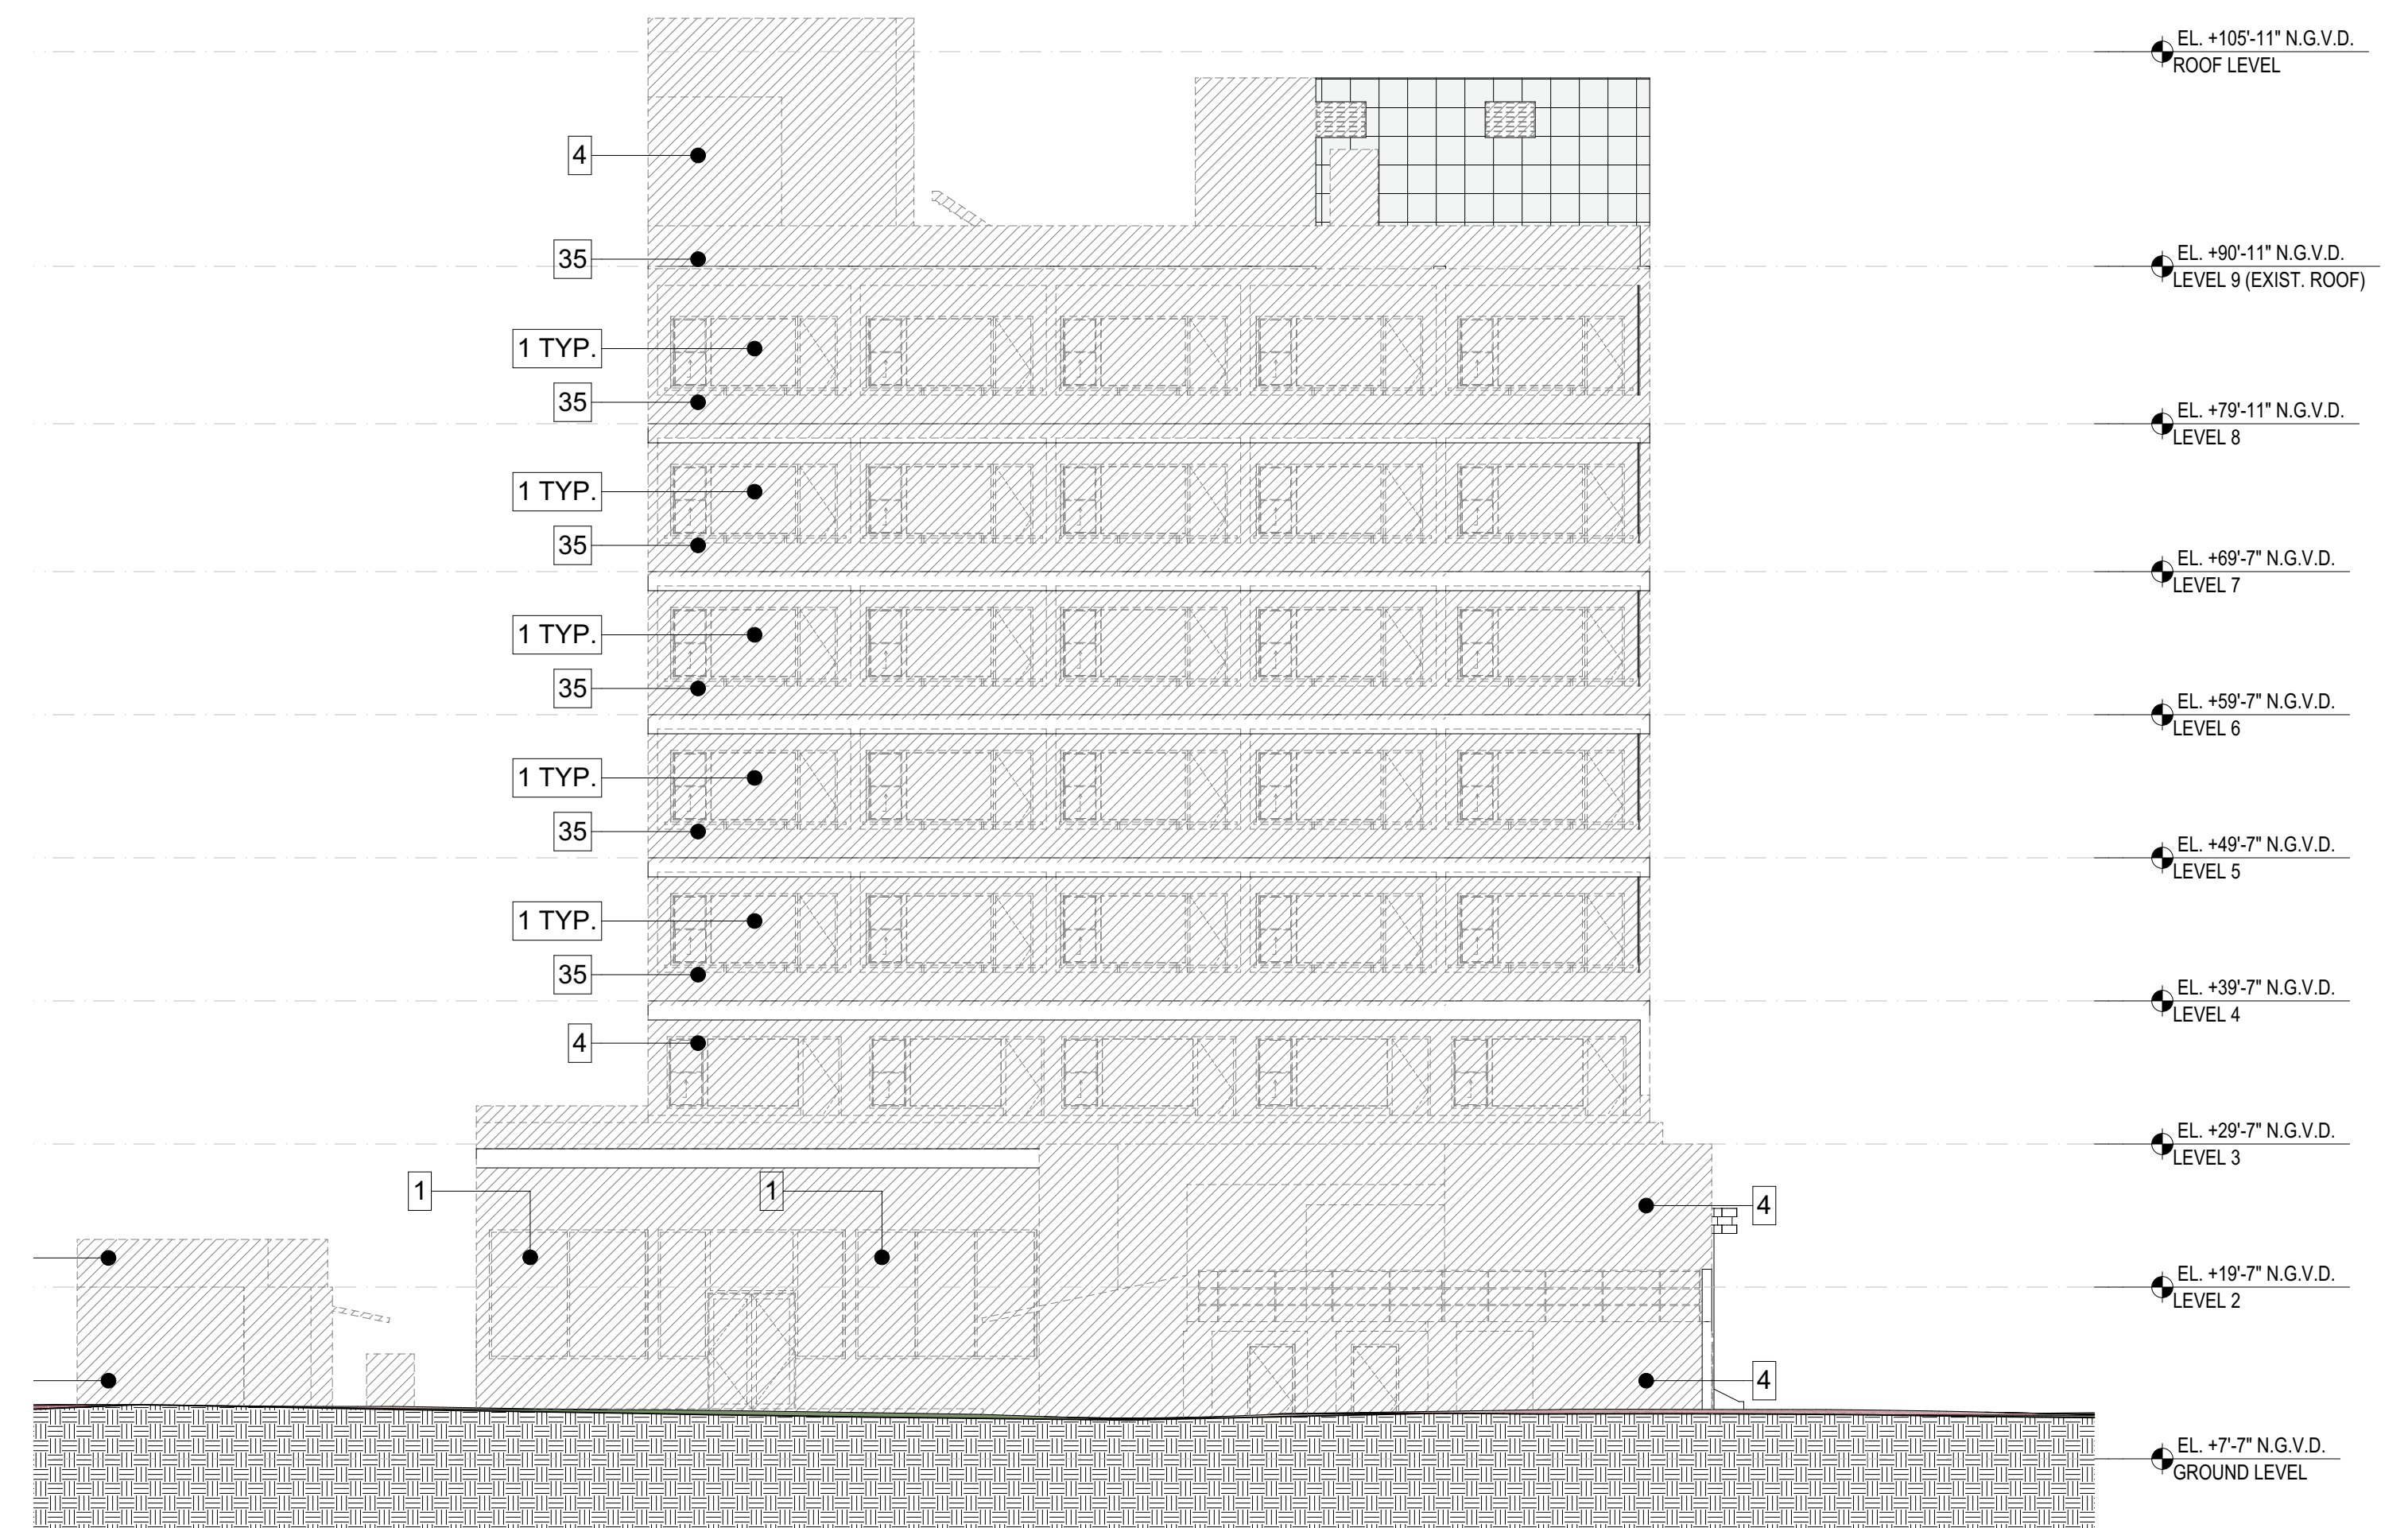 EL. +105'-11" N.G.V.D.
ROOF LEVEL
4
35
EL. +90'-11" N.G.V.D.
LEVEL 9 (EXIST. ROOF)
1 TYP.
35
EL. +79'-11" N.G.V.D.
LEVEL 8
1 TYP.
35
EL. +69'-7" N.G.V.D.
LEVEL 7
1 TYP.
35
EL. +59'-7" N.G.V.D.
LEVEL 6
1 TYP.
35
EL. +49'-7" N.G.V.D.
LEVEL 5
1 TYP.
35
EL. +39'-7" N.G.V.D.
LEVEL 4
4
EL. +29'-7" N.G.V.D.
LEVEL 3
1
1
4
EL. +19'-7" N.G.V.D.
LEVEL 2
4
EL. +7'-7" N.G.V.D.
GROUND LEVEL